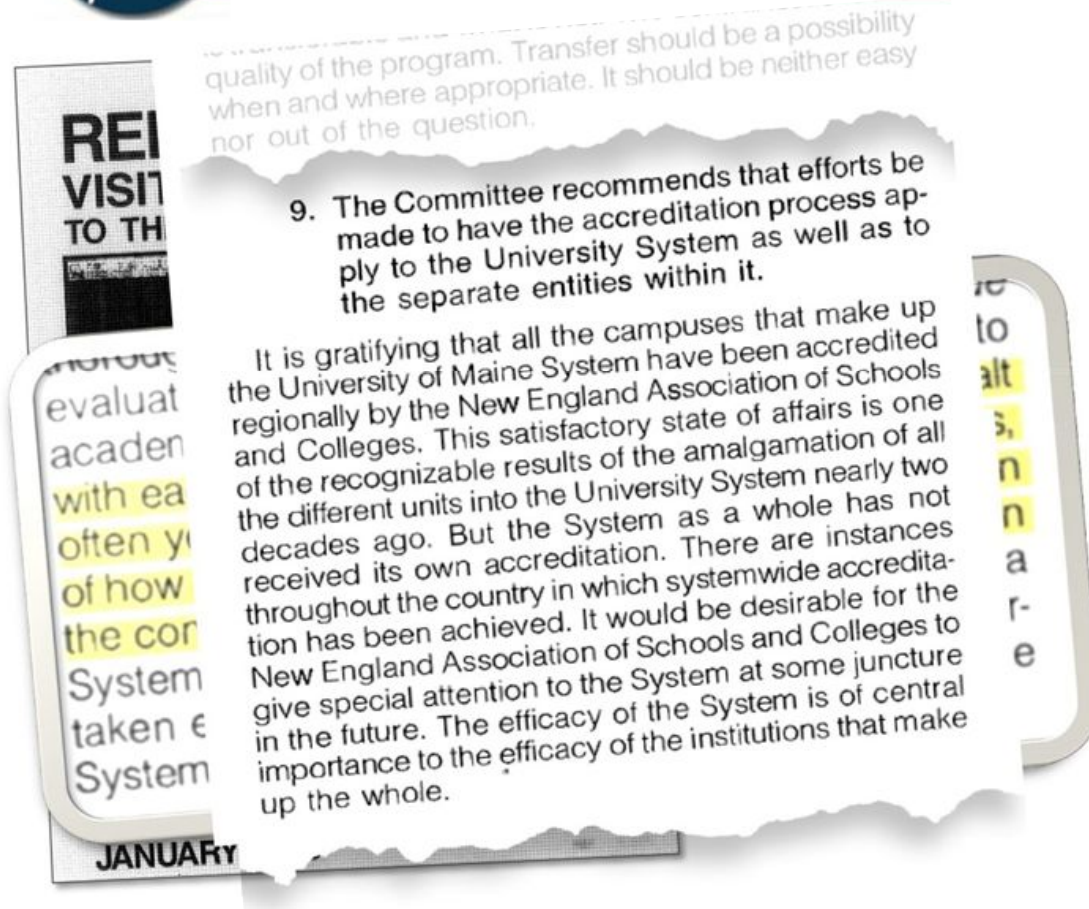 quality of the program. Transfer should be a possibility
when and where appropriate. It should be neither easy
nor out of the question.
REI
VISIT
TO TH
9. The Committee recommends that efforts be
made to have the accreditation process ap-
ply to the University System as well as to
the separate entities within it.
It is gratifying that all the campuses that make up
the University of Maine System have been accredited
regionally by the New England Association of Schools
and Colleges. This satisfactory state of affairs is one
of the recognizable results of the amalgamation of all
the different units into the University System nearly two
decades ago. But the System as a whole has not
received its own accreditation. There are instances
throughout the country in which systemwide accredita-
tion has been achieved. It would be desirable for the
New England Association of Schools and Colleges to
give special attention to the System at some juncture
in the future. The efficacy of the System is of central
importance to the efficacy of the institutions that make
up the whole.
evaluat
academ
with ea
often y
of how
the cor
System
taken e
System
to
alt
s,
n
n
a
r-
e
JANUARY